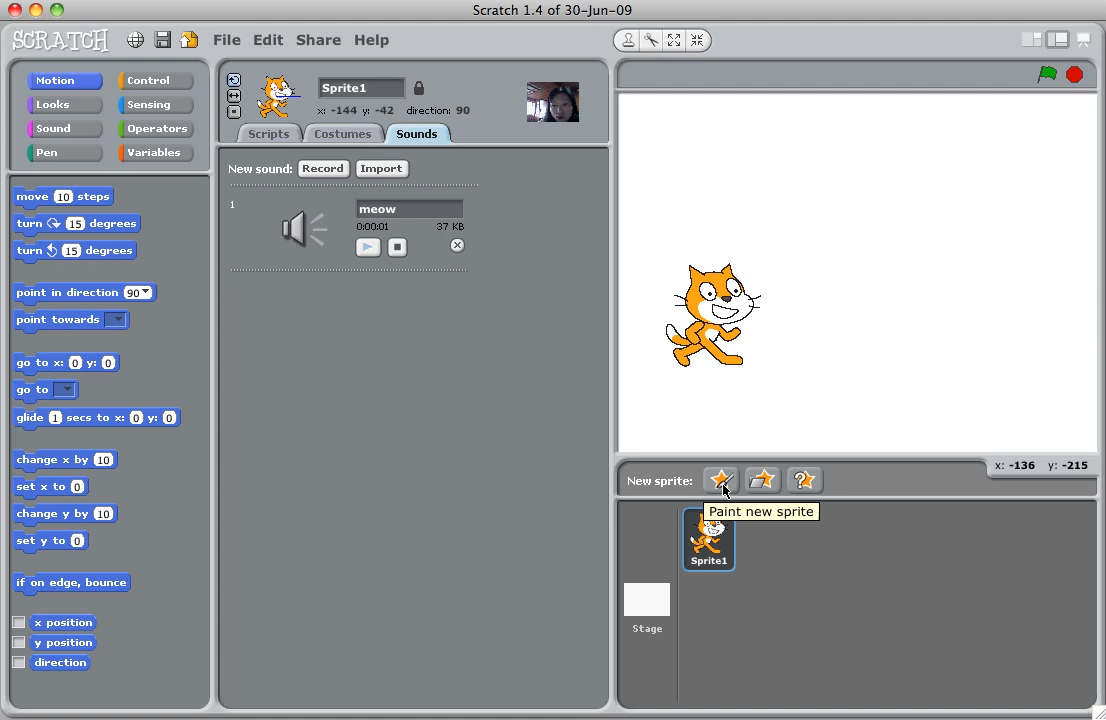 Scratch 1.4 of 30-Jun-09
SCRATCH File Edit Share Help
Motion Control
Looks Sensing
Sound Operators
Pen Variables
move 10 steps
turn 15 degrees
turn 15 degrees
point in direction 90
point towards
go to x: 0 y: 0
go to
glide 1 secs to x: 0 y: 0
change x by 10
set x to 0
change y by 10
set y to 0
if on edge, bounce
x position
y position
direction
Sprite1
x: -144 y: -42 direction: 90
Scripts Costumes Sounds
New sound: Record Import
1
meow
0:00:01 37 KB
x: -136 y: -215
New sprite:
Paint new sprite
Sprite1
Stage